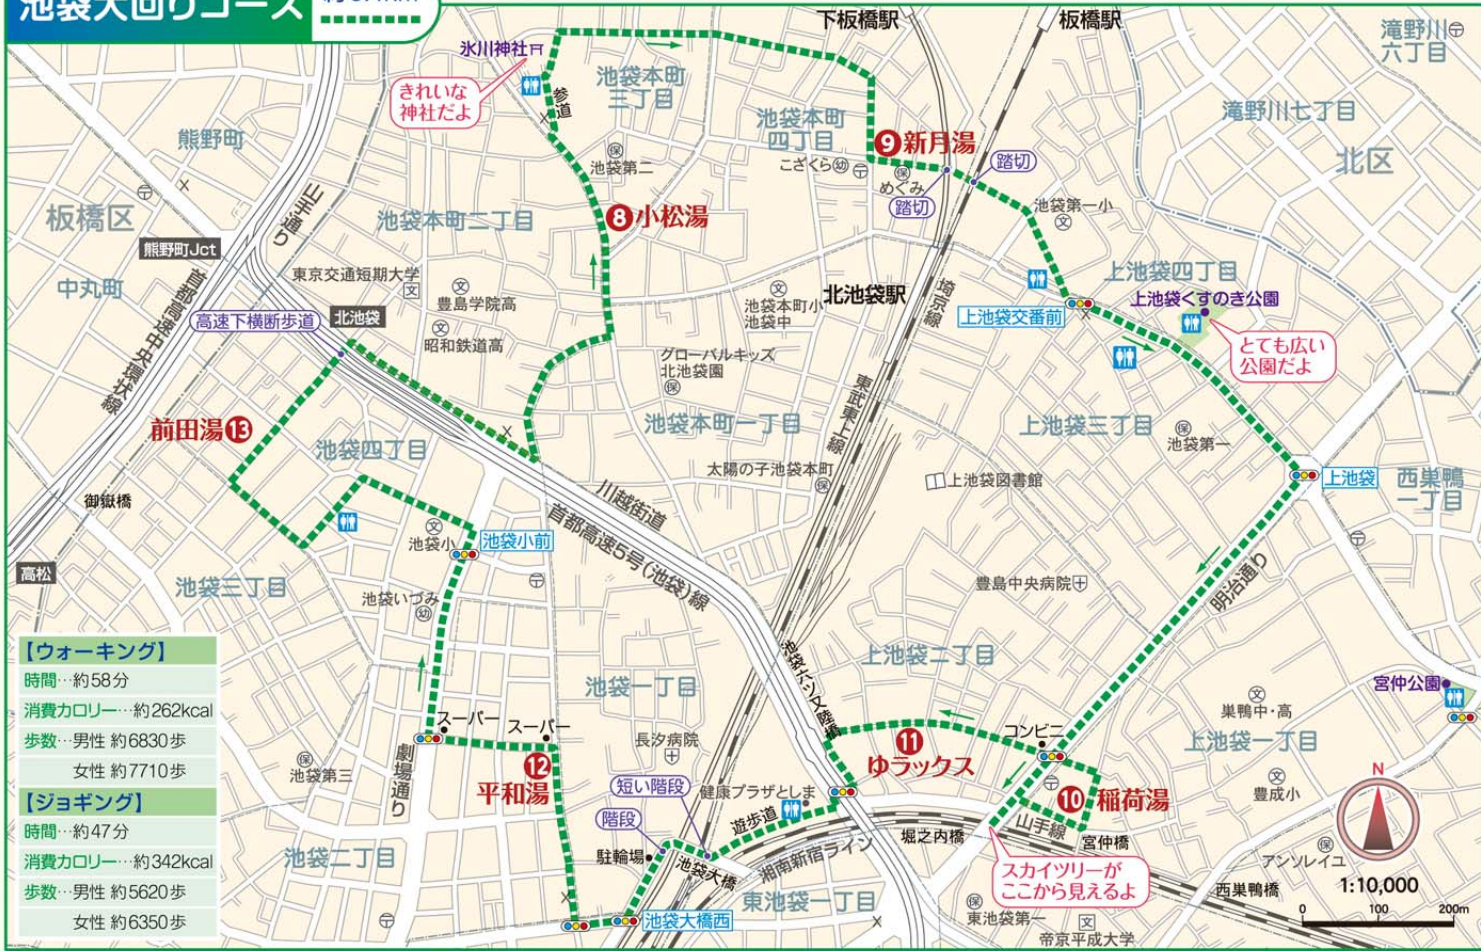 池袋大回りコース
氷川神社
きれいな
神社だよ
参道
池袋本町
三丁目
下板橋駅
板橋駅
滝野川
六丁目
滝野川七丁目
北区
熊野町
板橋区
山手通り
熊野町Jct
中丸町
首都高速中央環状線
池袋第二
池袋本町
四丁目
こざくら
幼
⑨新月湯
めぐみ
踏切
踏切
池袋第一小
池袋本町二丁目
⑧小松湯
東京交通短期大学
豊島学院高
高速下横断歩道
北池袋
昭和鉄道高
池袋本町小
池袋中
北池袋駅
埼京線
上池袋交番前
上池袋四丁目
上池袋くすのき公園
とても広い
公園だよ
グローバルキッズ
北池袋園
東武東上線
池袋本町一丁目
太陽の子池袋本町
上池袋三丁目
池袋第一
上池袋図書館
上池袋
西巣鴨
一丁目
前田湯⑬
池袋四丁目
御嶽橋
高松
池袋小
池袋小前
川越街道
首都高速5号(池袋)線
池袋三丁目
池袋いづみ
豊島中央病院
明治通り
池袋六ツ又陸橋
上池袋二丁目
宮仲公園
巣鴨中・高
上池袋一丁目
豊成小
【ウォーキング】
時間…約58分
消費カロリー…約262kcal
歩数…男性 約6830歩
女性 約7710歩
【ジョギング】
時間…約47分
消費カロリー…約342kcal
歩数…男性 約5620歩
女性 約6350歩
スーパー
スーパー
劇場通り
池袋第三
⑫
平和湯
池袋一丁目
長汐病院
短い階段
階段
健康プラザとしま
遊歩道
⑪
ゆラックス
コンビニ
⑩稲荷湯
山手線
宮仲橋
堀之内橋
スカイツリーが
ここから見えるよ
池袋二丁目
駐輪場
池袋大橋
湘南新宿ライン
池袋大橋西
東池袋一丁目
東池袋第一
帝京平成大学
西巣鴨橋
アンソレイユ
N
1:10,000
0 100 200m